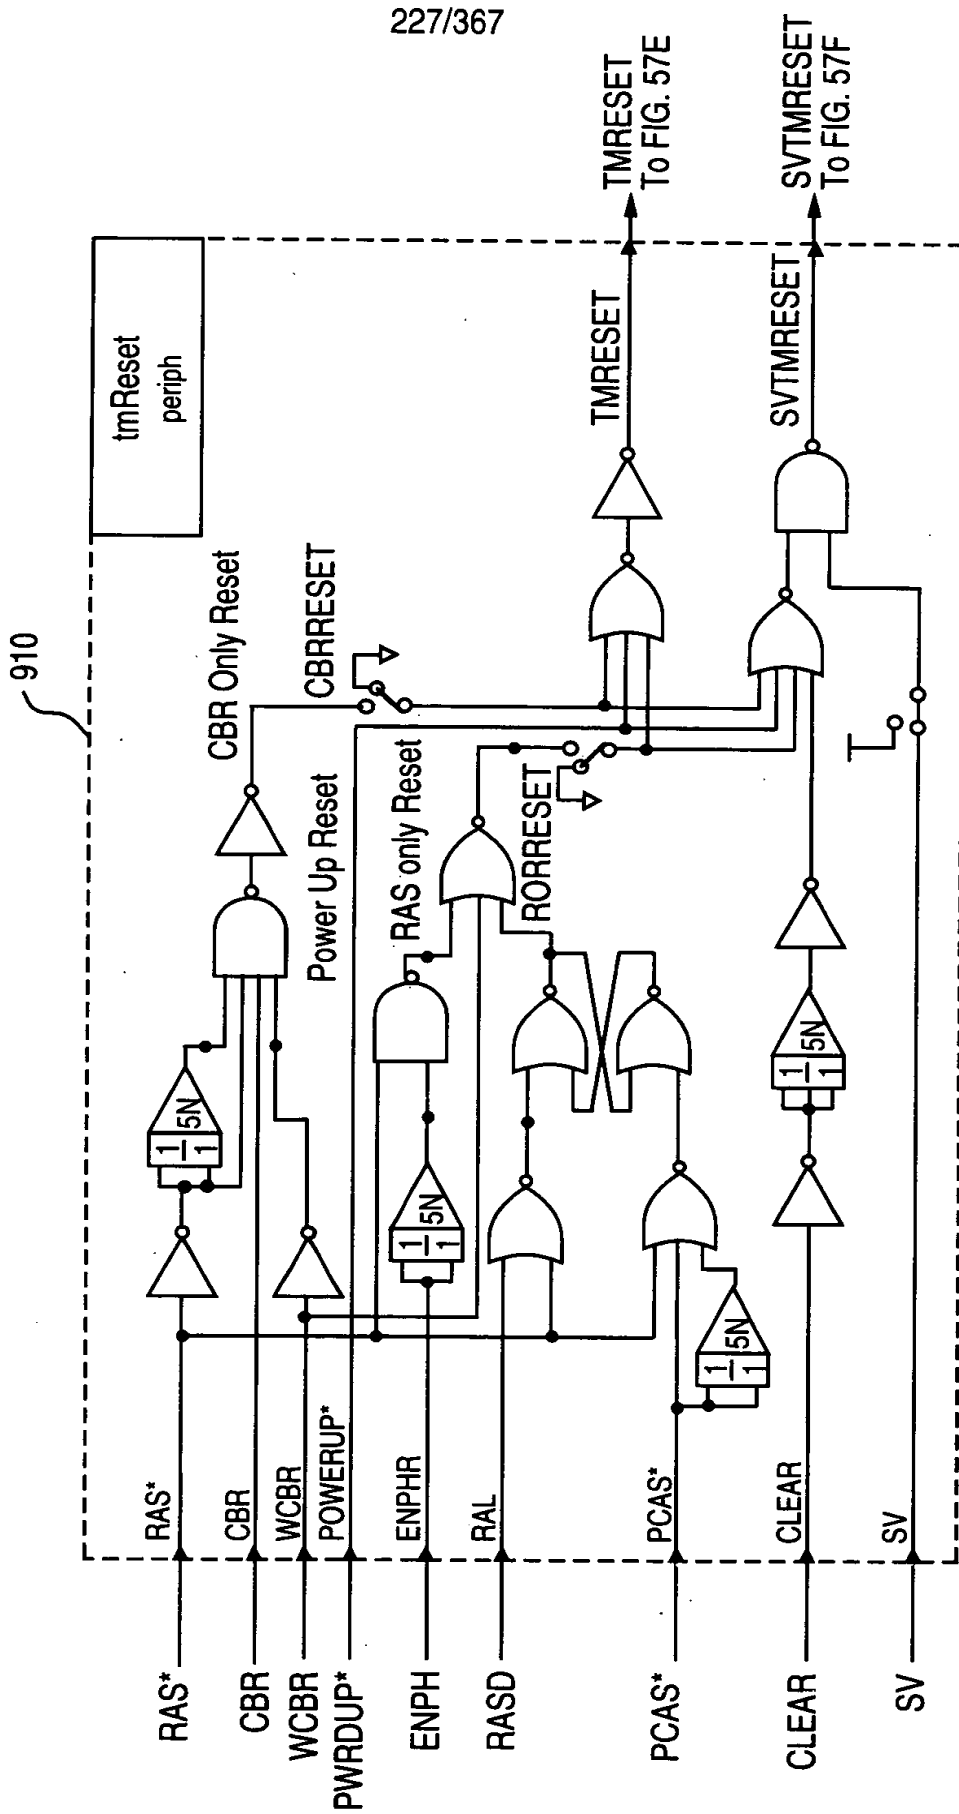 227/367
910
tmReset
periph
CBR Only Reset
CBRRESET
Power Up Reset
RAS only Reset
RORRESET
TMRESET
TMRESET
To FIG. 57E
SVTMRESET
SVTMRESET
To FIG. 57F
1
1
5N
1
1
5N
1
1
5N
1
1
5N
RAS*
RAS*
CBR
CBR
WCBR
WCBR
PWRDUP*
POWERUP*
ENPH
ENPHR
RASD
RAL
PCAS*
PCAS*
CLEAR
CLEAR
SV
SV